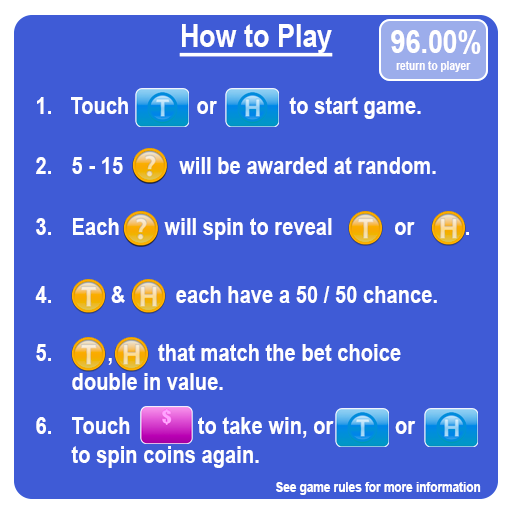 How to Play
96.00%
return to player
1. Touch T or H to start game.
2. 5 - 15 ? will be awarded at random.
3. Each ? will spin to reveal T or H.
4. T & H each have a 50 / 50 chance.
5. T, H that match the bet choice
double in value.
6. Touch $ to take win, or T or H
to spin coins again.
See game rules for more information